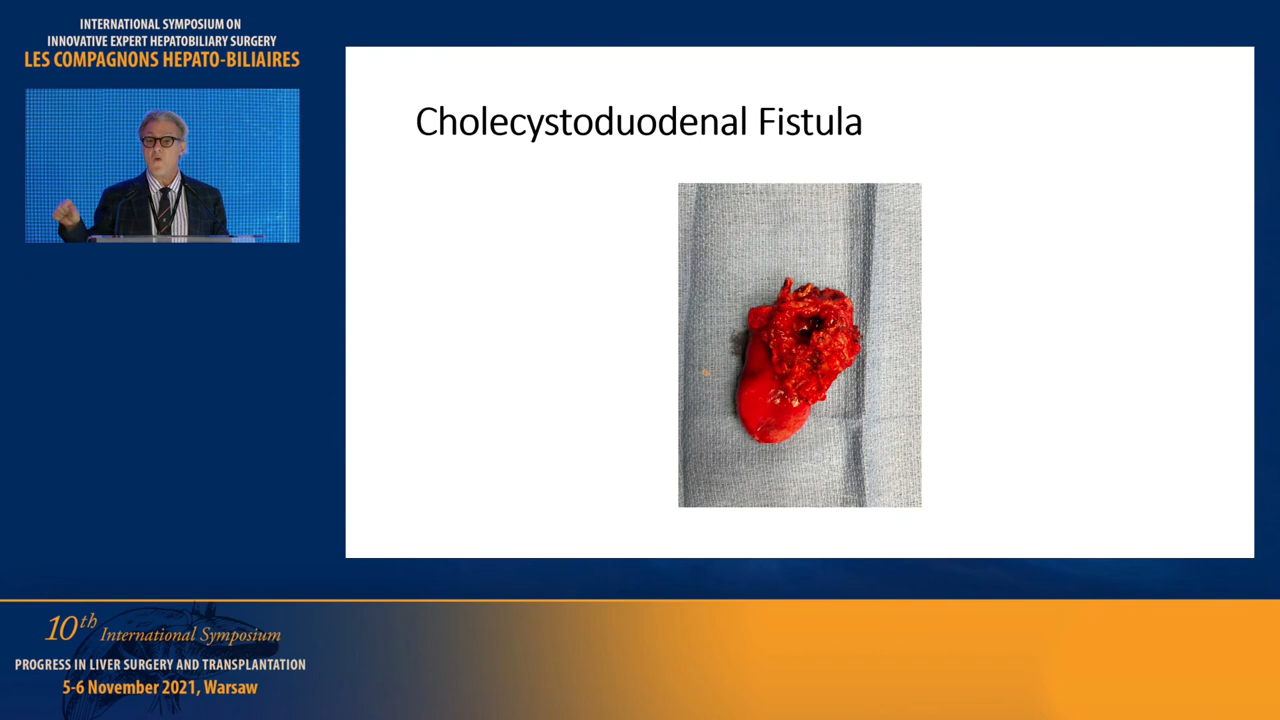 INTERNATIONAL SYMPOSIUM ON
INNOVATIVE EXPERT HEPATOBILIARY SURGERY
LES COMPAGNONS HEPATO-BILIAIRES
Cholecystoduodenal Fistula
10th International Symposium
PROGRESS IN LIVER SURGERY AND TRANSPLANTATION
5-6 November 2021, Warsaw